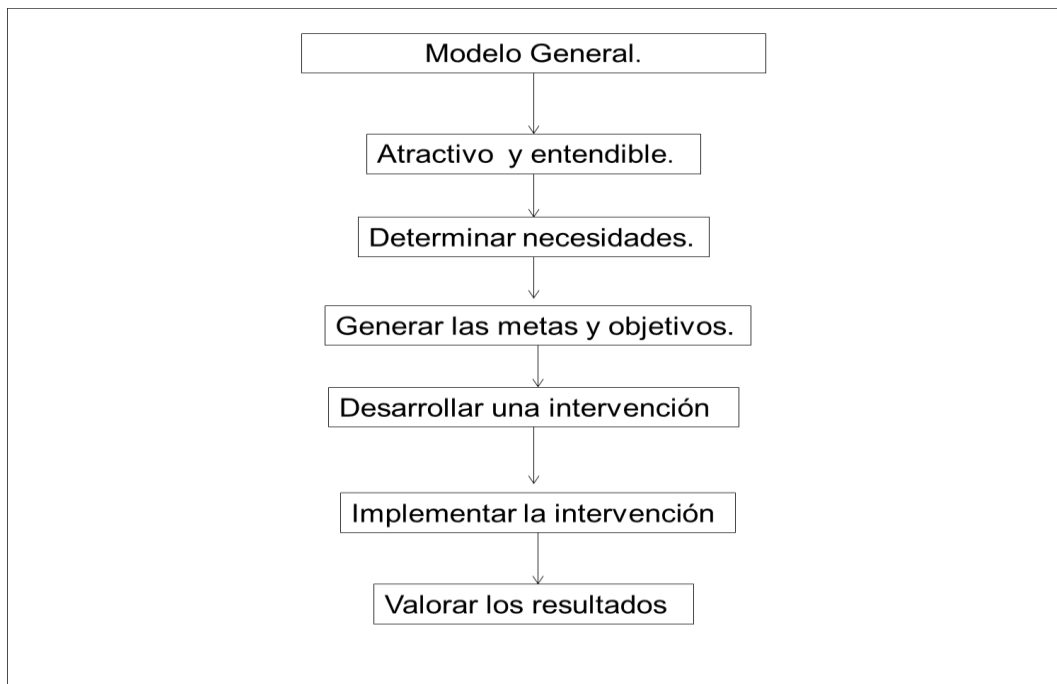 Modelo General.
Atractivo y entendible.
Determinar necesidades.
Generar las metas y objetivos.
Desarrollar una intervención
Implementar la intervención
Valorar los resultados